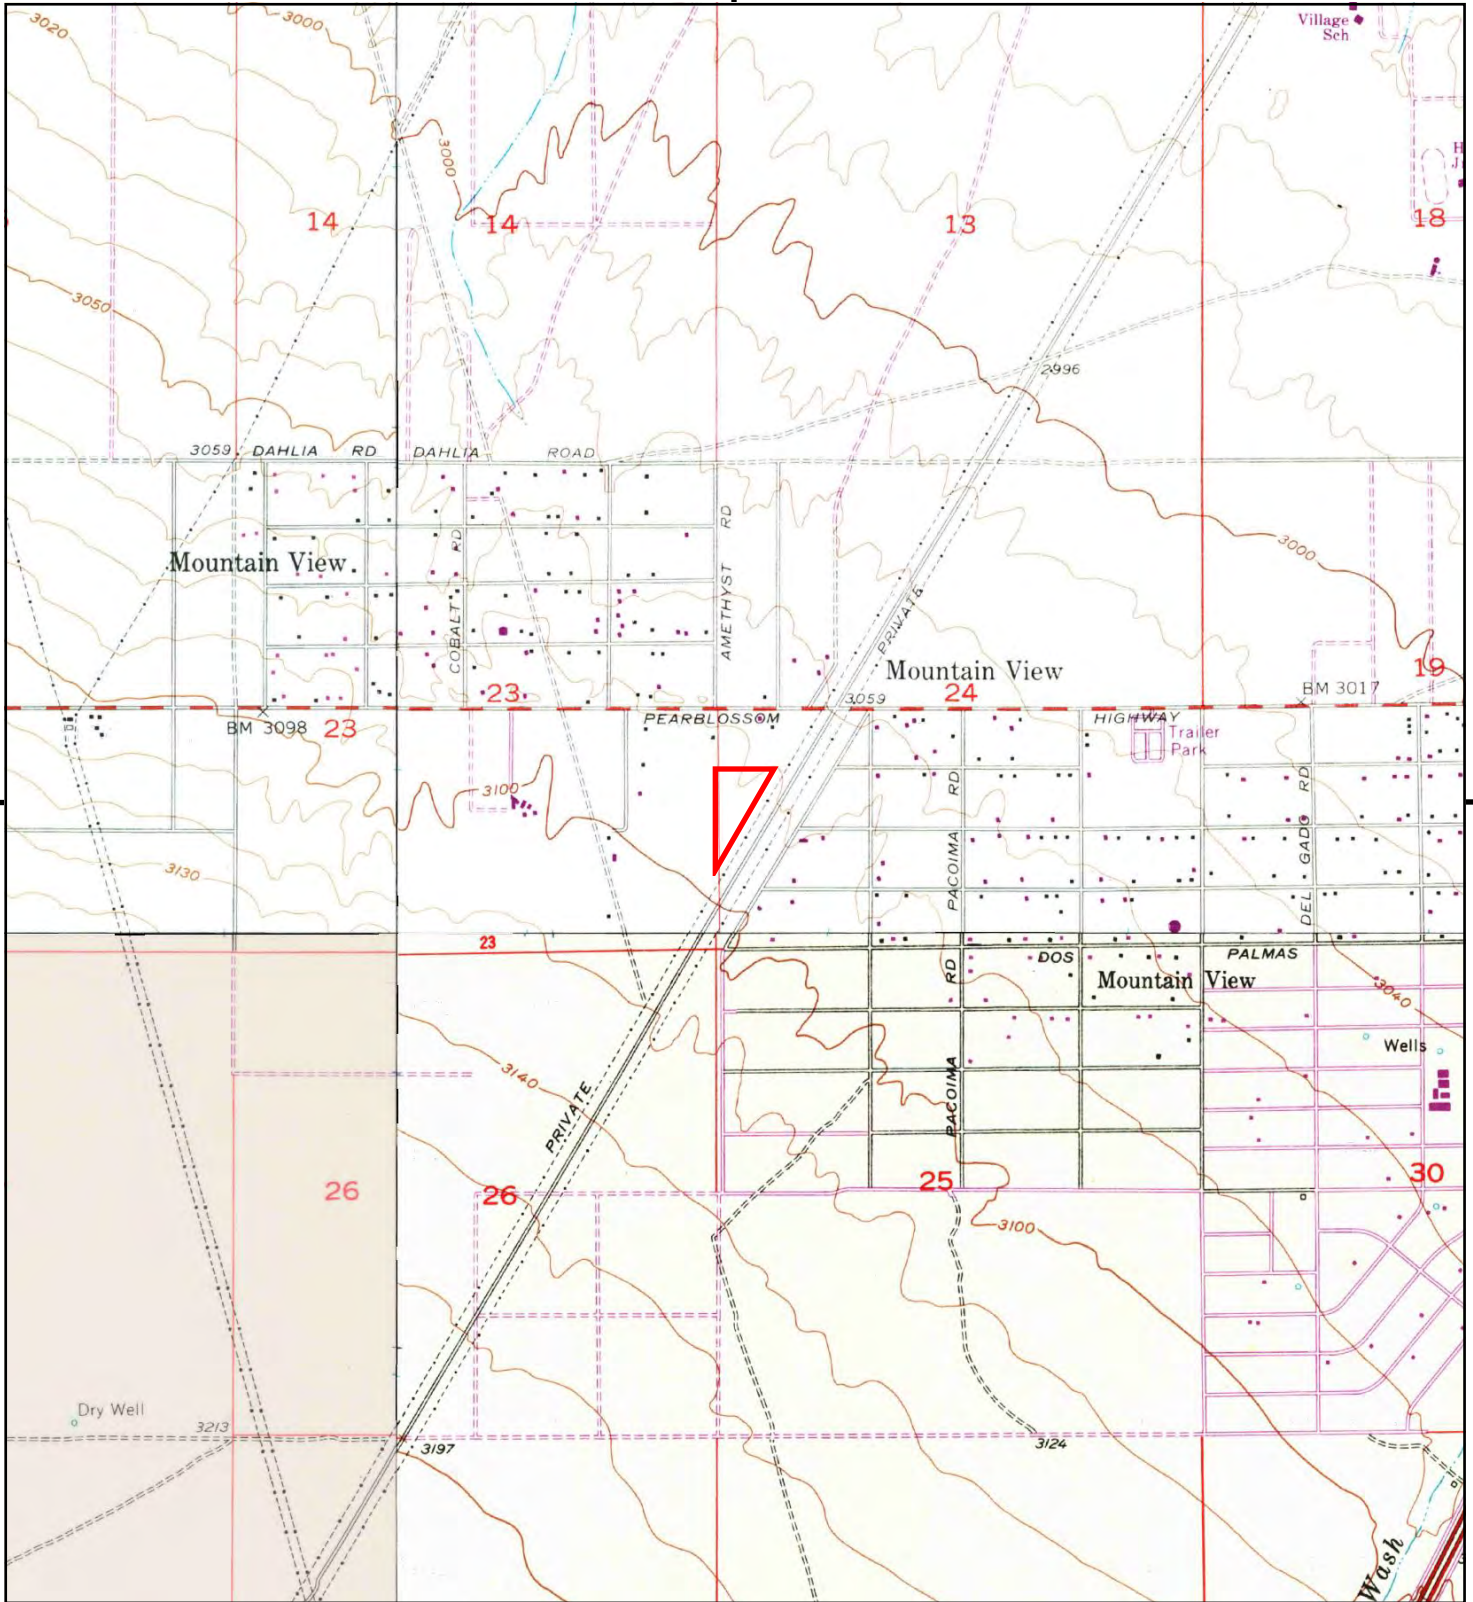 3020
3000
Village
Sch
3000
14
14
13
18
3050
2996
3059
DAHLIA RD
DAHLIA ROAD
Mountain View
COBALT RD
AMETHYST RD
PRIVATE
3000
Mountain View
23
24
19
3059
BM 3017
BM 3098
23
PEARBLOSSOM
HIGHWAY
Trailer
Park
3100
PACOIMA RD
DEL GADO RD
3130
23
DOS PALMAS
Mountain View
3040
Wells
PACOIMA RD
3140
PRIVATE
26
26
25
30
3100
Dry Well
3213
3197
3124
Wash